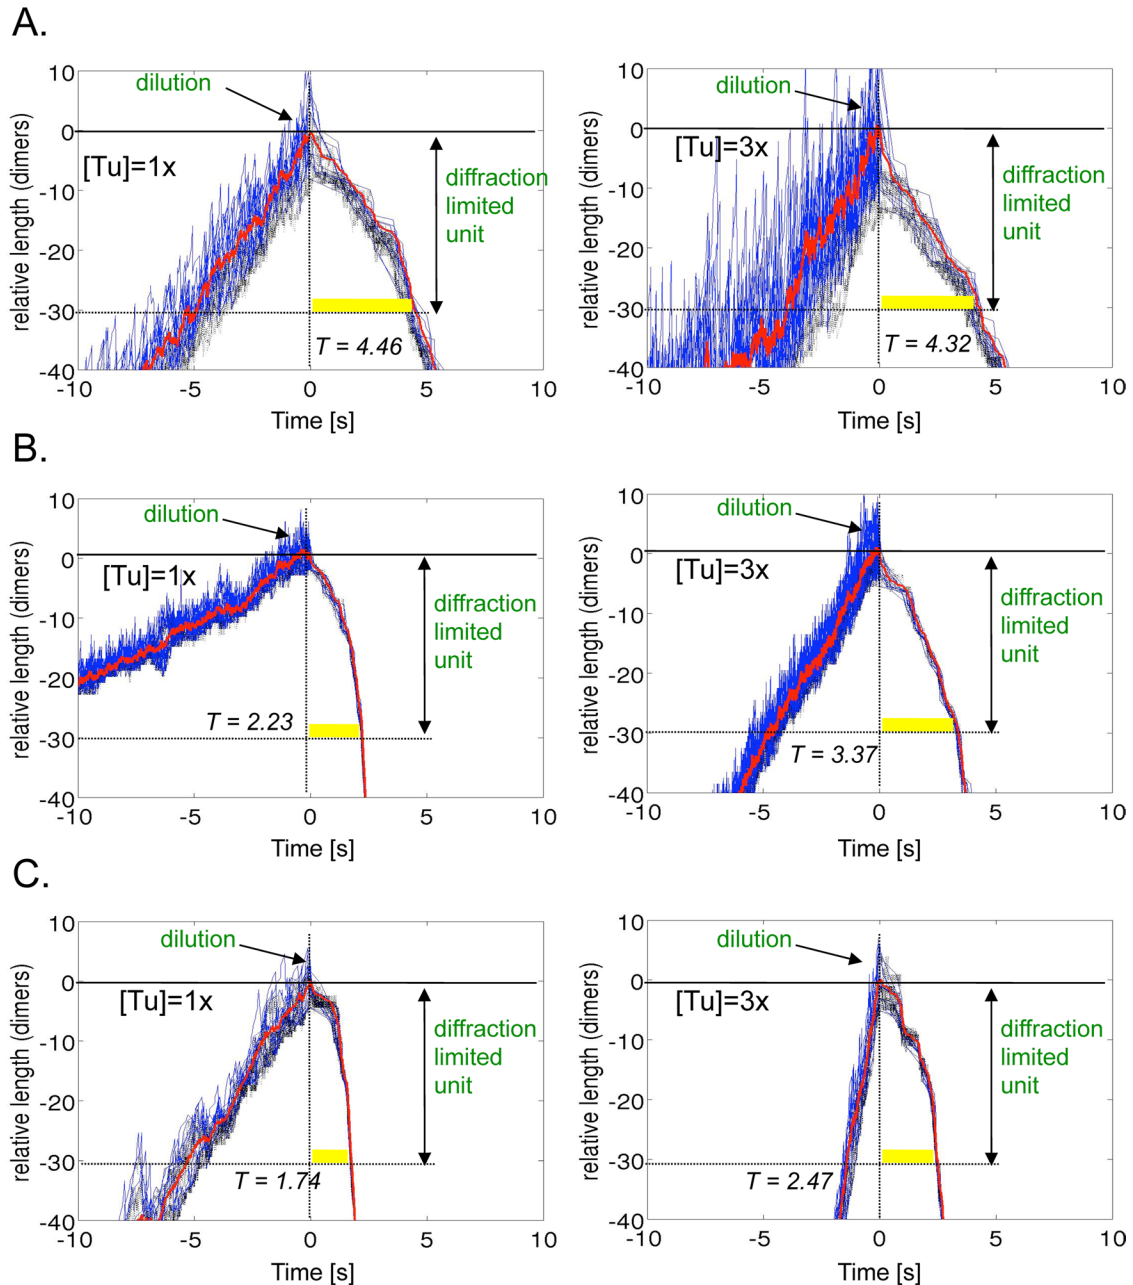 A.
10
0
-10
-20
-30
-40
-10
-5
0
5
10
relative length (dimers)
Time [s]
dilution
[Tu]=1x
diffraction
limited
unit
T = 4.46
10
0
-10
-20
-30
-40
-10
-5
0
5
10
relative length (dimers)
Time [s]
dilution
[Tu]=3x
diffraction
limited
unit
T = 4.32
B.
10
0
-10
-20
-30
-40
-10
-5
0
5
10
relative length (dimers)
Time [s]
dilution
[Tu]=1x
diffraction
limited
unit
T = 2.23
10
0
-10
-20
-30
-40
-10
-5
0
5
10
relative length (dimers)
Time [s]
dilution
[Tu]=3x
diffraction
limited
unit
T = 3.37
C.
10
0
-10
-20
-30
-40
-10
-5
0
5
10
relative length (dimers)
Time [s]
dilution
[Tu]=1x
diffraction
limited
unit
T = 1.74
10
0
-10
-20
-30
-40
-10
-5
0
5
10
relative length (dimers)
Time [s]
dilution
[Tu]=3x
diffraction
limited
unit
T = 2.47